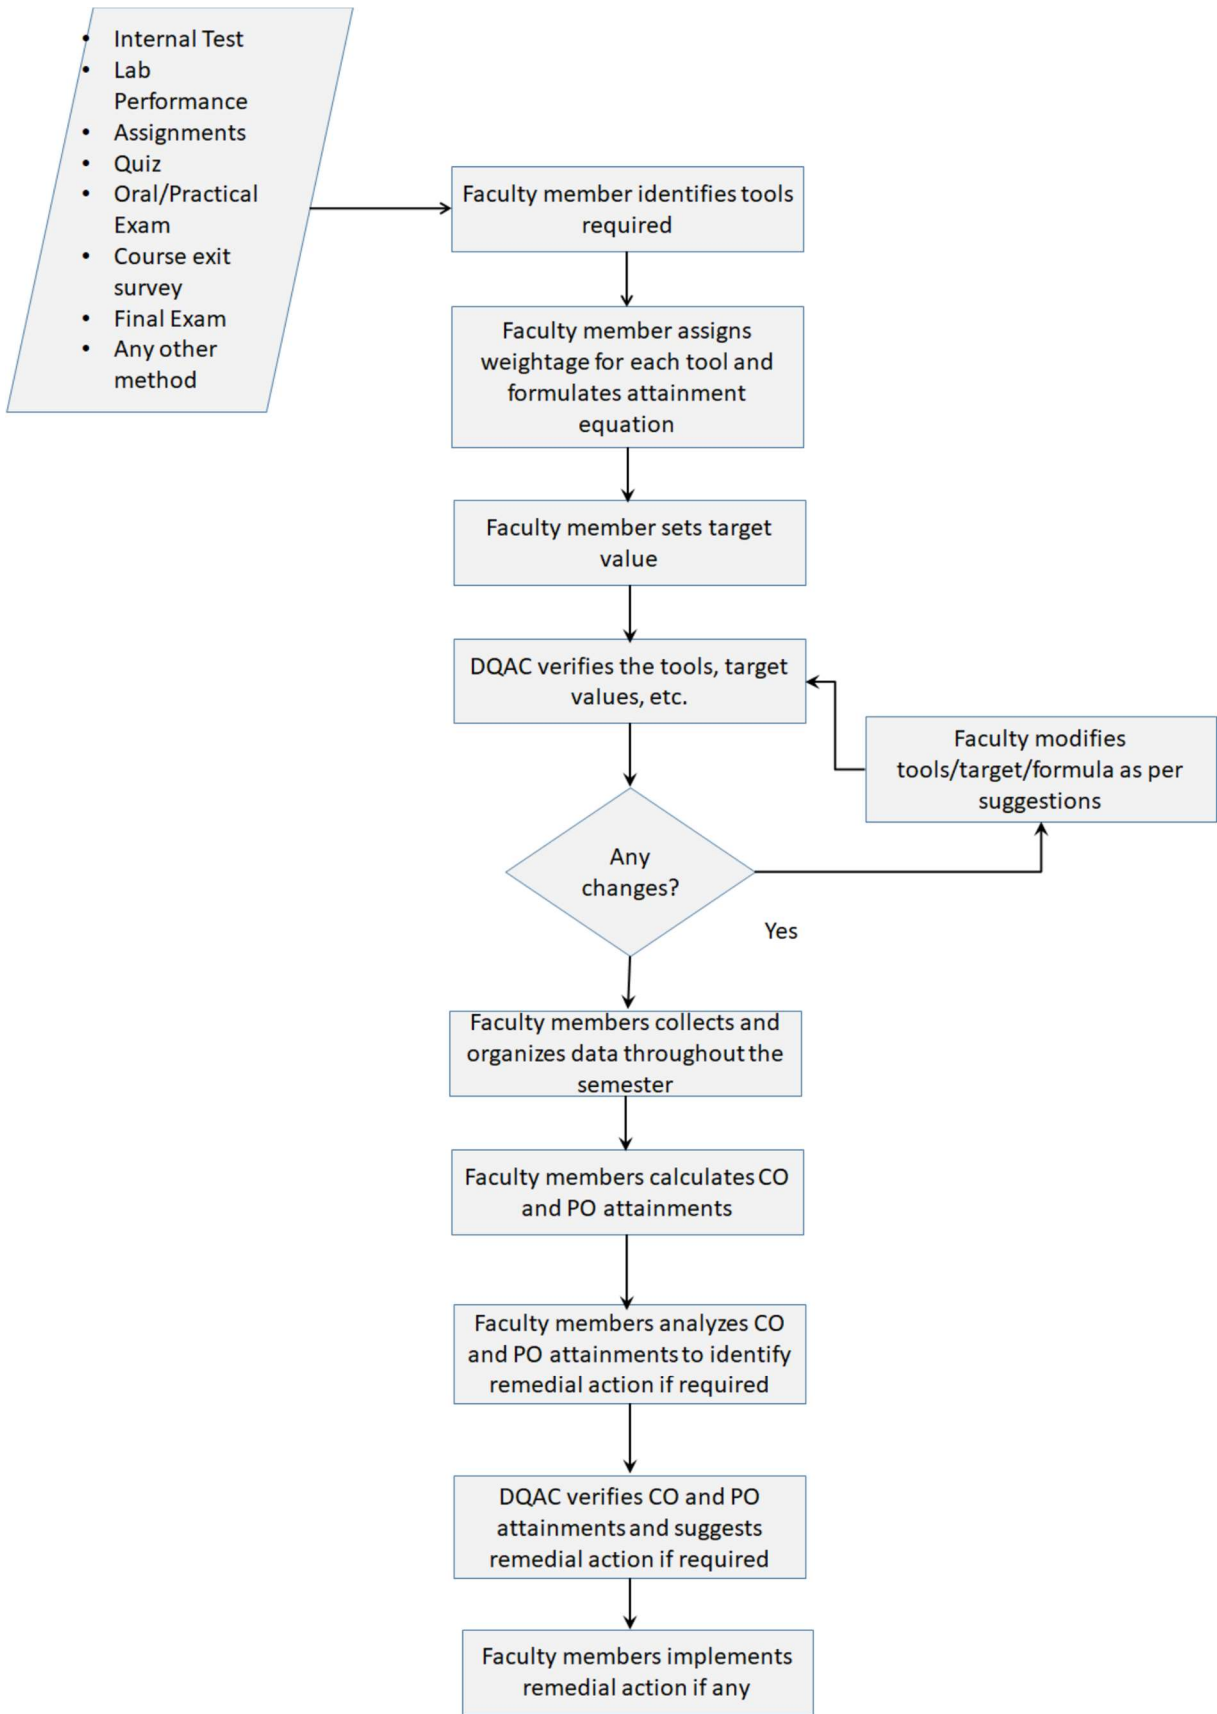 • Internal Test
• Lab
Performance
• Assignments
• Quiz
• Oral/Practical
Exam
• Course exit
survey
• Final Exam
• Any other
method
Faculty member identifies tools
required
Faculty member assigns
weightage for each tool and
formulates attainment
equation
Faculty member sets target
value
DQAC verifies the tools, target
values, etc.
Faculty modifies
tools/target/formula as per
suggestions
Any
changes?
Yes
Faculty members collects and
organizes data throughout the
semester
Faculty members calculates CO
and PO attainments
Faculty members analyzes CO
and PO attainments to identify
remedial action if required
DQAC verifies CO and PO
attainments and suggests
remedial action if required
Faculty members implements
remedial action if any